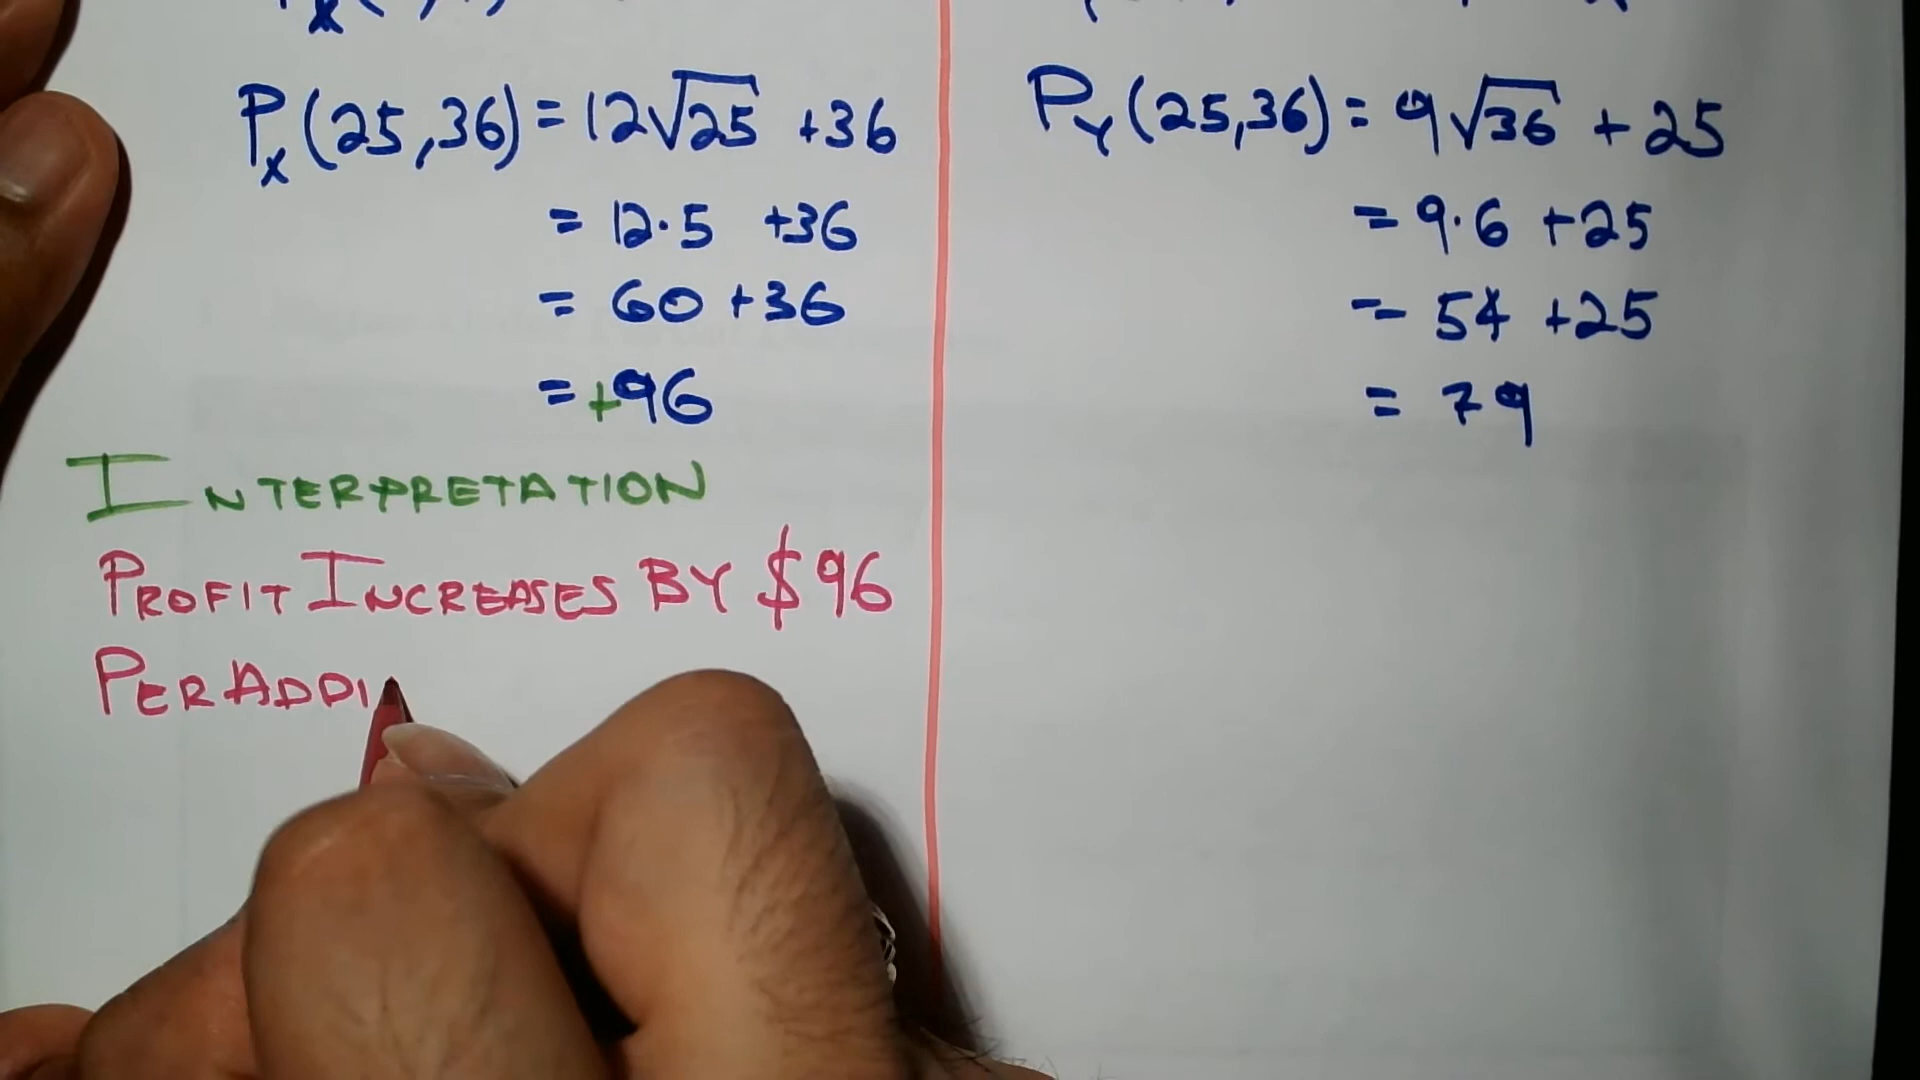 Pₓ(25,36) = 12√25 +36
= 12·5 +36
= 60 +36
= +96
INTERPRETATION
PROFIT INCREASES BY $96
PER ADDI
P_Y(25,36) = 9√36 + 25
= 9·6 +25
= 54 +25
= 79